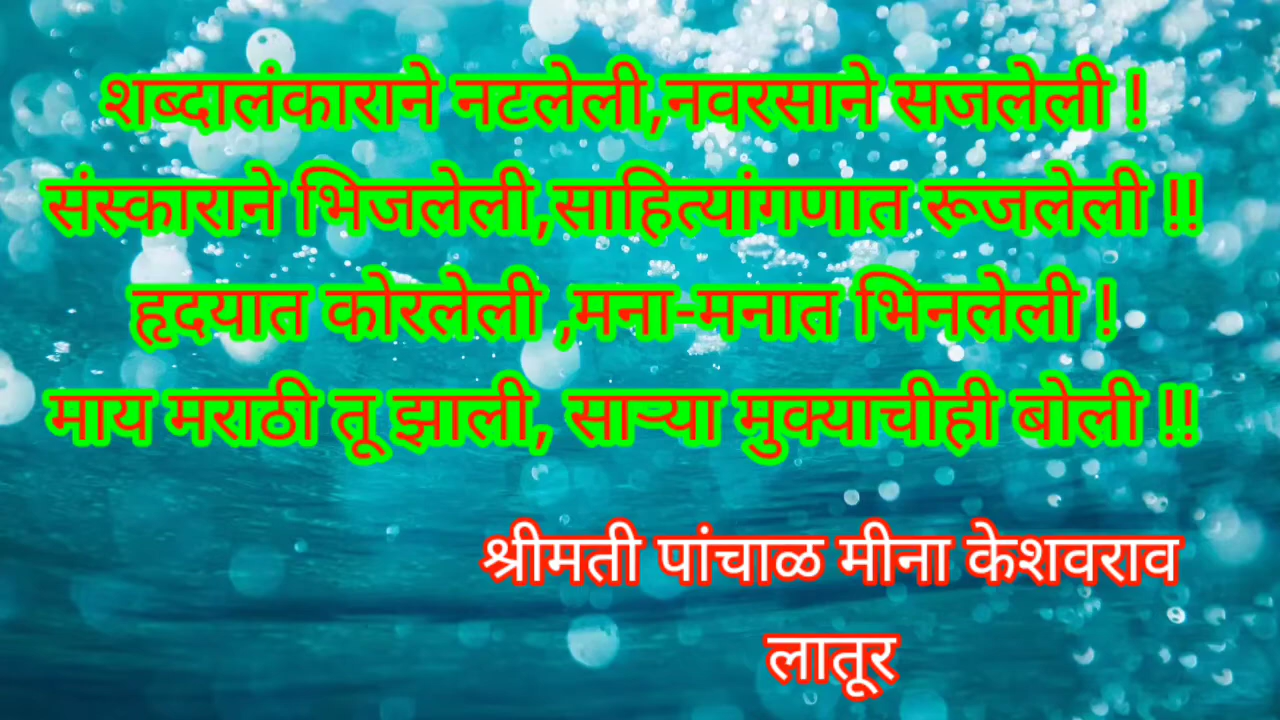 शब्दालंकाराने नटलेली,नवरसाने सजलेली !
संस्काराने भिजलेली,साहित्यांगणात रूजलेली !!
हृदयात कोरलेली ,मना-मनात भिनलेली !
माय मराठी तू झाली, साऱ्या मुक्याचीही बोली !!
श्रीमती पांचाळ मीना केशवराव
लातूर